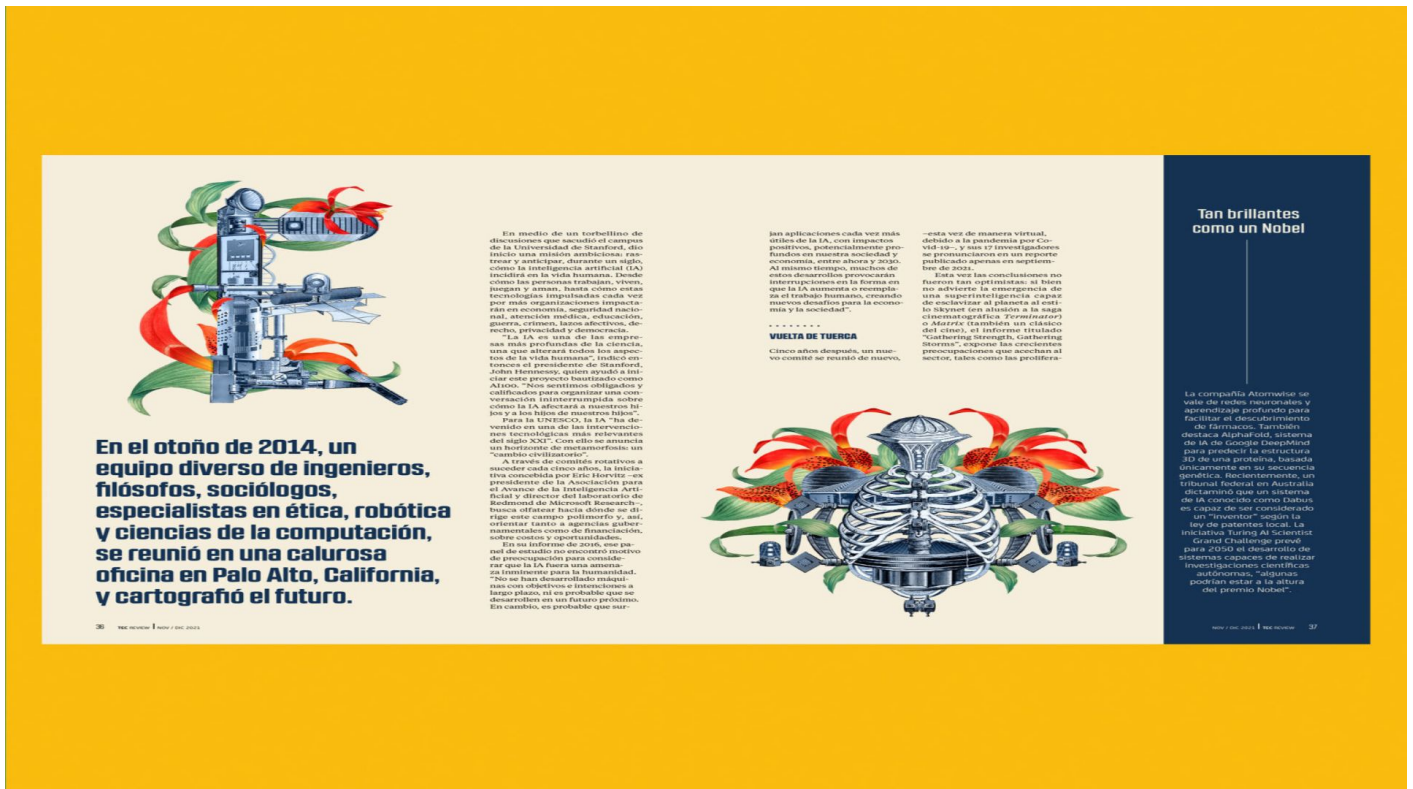 En el otoño de 2014, un
equipo diverso de ingenieros,
filósofos, sociólogos,
especialistas en ética, robótica
y ciencias de la computación,
se reunió en una calurosa
oficina en Palo Alto, California,
y cartografió el futuro.
36 TEC REVIEW | NOV / DIC 2021
En medio de un torbellino de
discusiones que sacudió el campus
de la Universidad de Stanford, dio
inicio una misión ambiciosa: ras-
trear y anticipar, durante un siglo,
cómo la inteligencia artificial (IA)
incidirá en la vida humana. Desde
cómo las personas trabajan, viven,
juegan y aman, hasta cómo estas
tecnologías impulsadas cada vez
por más organizaciones impacta-
rán en economía, seguridad nacio-
nal, atención médica, educación,
guerra, crimen, lazos afectivos, de-
recho, privacidad y democracia.
"La IA es una de las empre-
sas más profundas de la ciencia,
una que alterará todos los aspec-
tos de la vida humana", indicó en-
tonces el presidente de Stanford,
John Hennessy, quien ayudó a ini-
ciar este proyecto bautizado como
AI100. "Nos sentimos obligados y
calificados para organizar una con-
versación ininterrumpida sobre
cómo la IA afectará a nuestros hi-
jos y a los hijos de nuestros hijos".
Para la UNESCO, la IA "ha de-
venido en una de las intervencio-
nes tecnológicas más relevantes
del siglo XXI". Con ello se anuncia
un horizonte de metamorfosis: un
"cambio civilizatorio".
A través de comités rotativos a
suceder cada cinco años, la inicia-
tiva concebida por Eric Horvitz –ex
presidente de la Asociación para
el Avance de la Inteligencia Arti-
ficial y director del laboratorio de
Redmond de Microsoft Research–,
busca olfatear hacia dónde se di-
rige este campo polimorfo y, así,
orientar tanto a agencias guber-
namentales como de financiación,
sobre costos y oportunidades.
En su informe de 2016, ese pa-
nel de estudio no encontró motivo
de preocupación para conside-
rar que la IA fuera una amena-
za inminente para la humanidad.
"No se han desarrollado máqui-
nas con objetivos e intenciones a
largo plazo, ni es probable que se
desarrollen en un futuro próximo.
En cambio, es probable que sur-
jan aplicaciones cada vez más
útiles de la IA, con impactos
positivos, potencialmente pro-
fundos en nuestra sociedad y
economía, entre ahora y 2030.
Al mismo tiempo, muchos de
estos desarrollos provocarán
interrupciones en la forma en
que la IA aumenta o reempla-
za el trabajo humano, creando
nuevos desafíos para la econo-
mía y la sociedad".
VUELTA DE TUERCA
Cinco años después, un nue-
vo comité se reunió de nuevo,
–esta vez de manera virtual,
debido a la pandemia por Co-
vid-19–, y sus 17 investigadores
se pronunciaron en un reporte
publicado apenas en septiem-
bre de 2021.
Esta vez las conclusiones no
fueron tan optimistas: si bien
no advierte la emergencia de
una superinteligencia capaz
de esclavizar al planeta al esti-
lo Skynet (en alusión a la saga
cinematográfica Terminator)
o Matrix (también un clásico
del cine), el informe titulado
"Gathering Strength, Gathering
Storms", expone las crecientes
preocupaciones que acechan al
sector, tales como las prolifera-
Tan brillantes
como un Nobel
La compañía Atomwise se
vale de redes neuronales y
aprendizaje profundo para
facilitar el descubrimiento
de fármacos. También
destaca AlphaFold, sistema
de IA de Google DeepMind
para predecir la estructura
3D de una proteína, basada
únicamente en su secuencia
genética. Recientemente, un
tribunal federal en Australia
dictaminó que un sistema
de IA conocido como Dabus
es capaz de ser considerado
un "inventor" según la
ley de patentes local. La
iniciativa Turing AI Scientist
Grand Challenge prevé
para 2050 el desarrollo de
sistemas capaces de realizar
investigaciones científicas
autónomas, "algunas
podrían estar a la altura
del premio Nobel".
NOV / DIC 2021 | TEC REVIEW 37